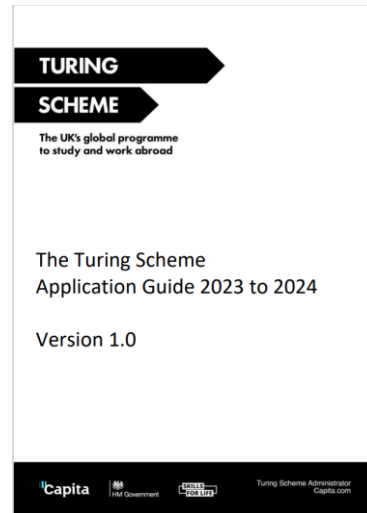 TURING
SCHEME
The UK's global programme
to study and work abroad
The Turing Scheme
Application Guide 2023 to 2024
Version 1.0
Capita
HM Government
SKILLS
FOR LIFE
Turing Scheme Administrator
Capita.com